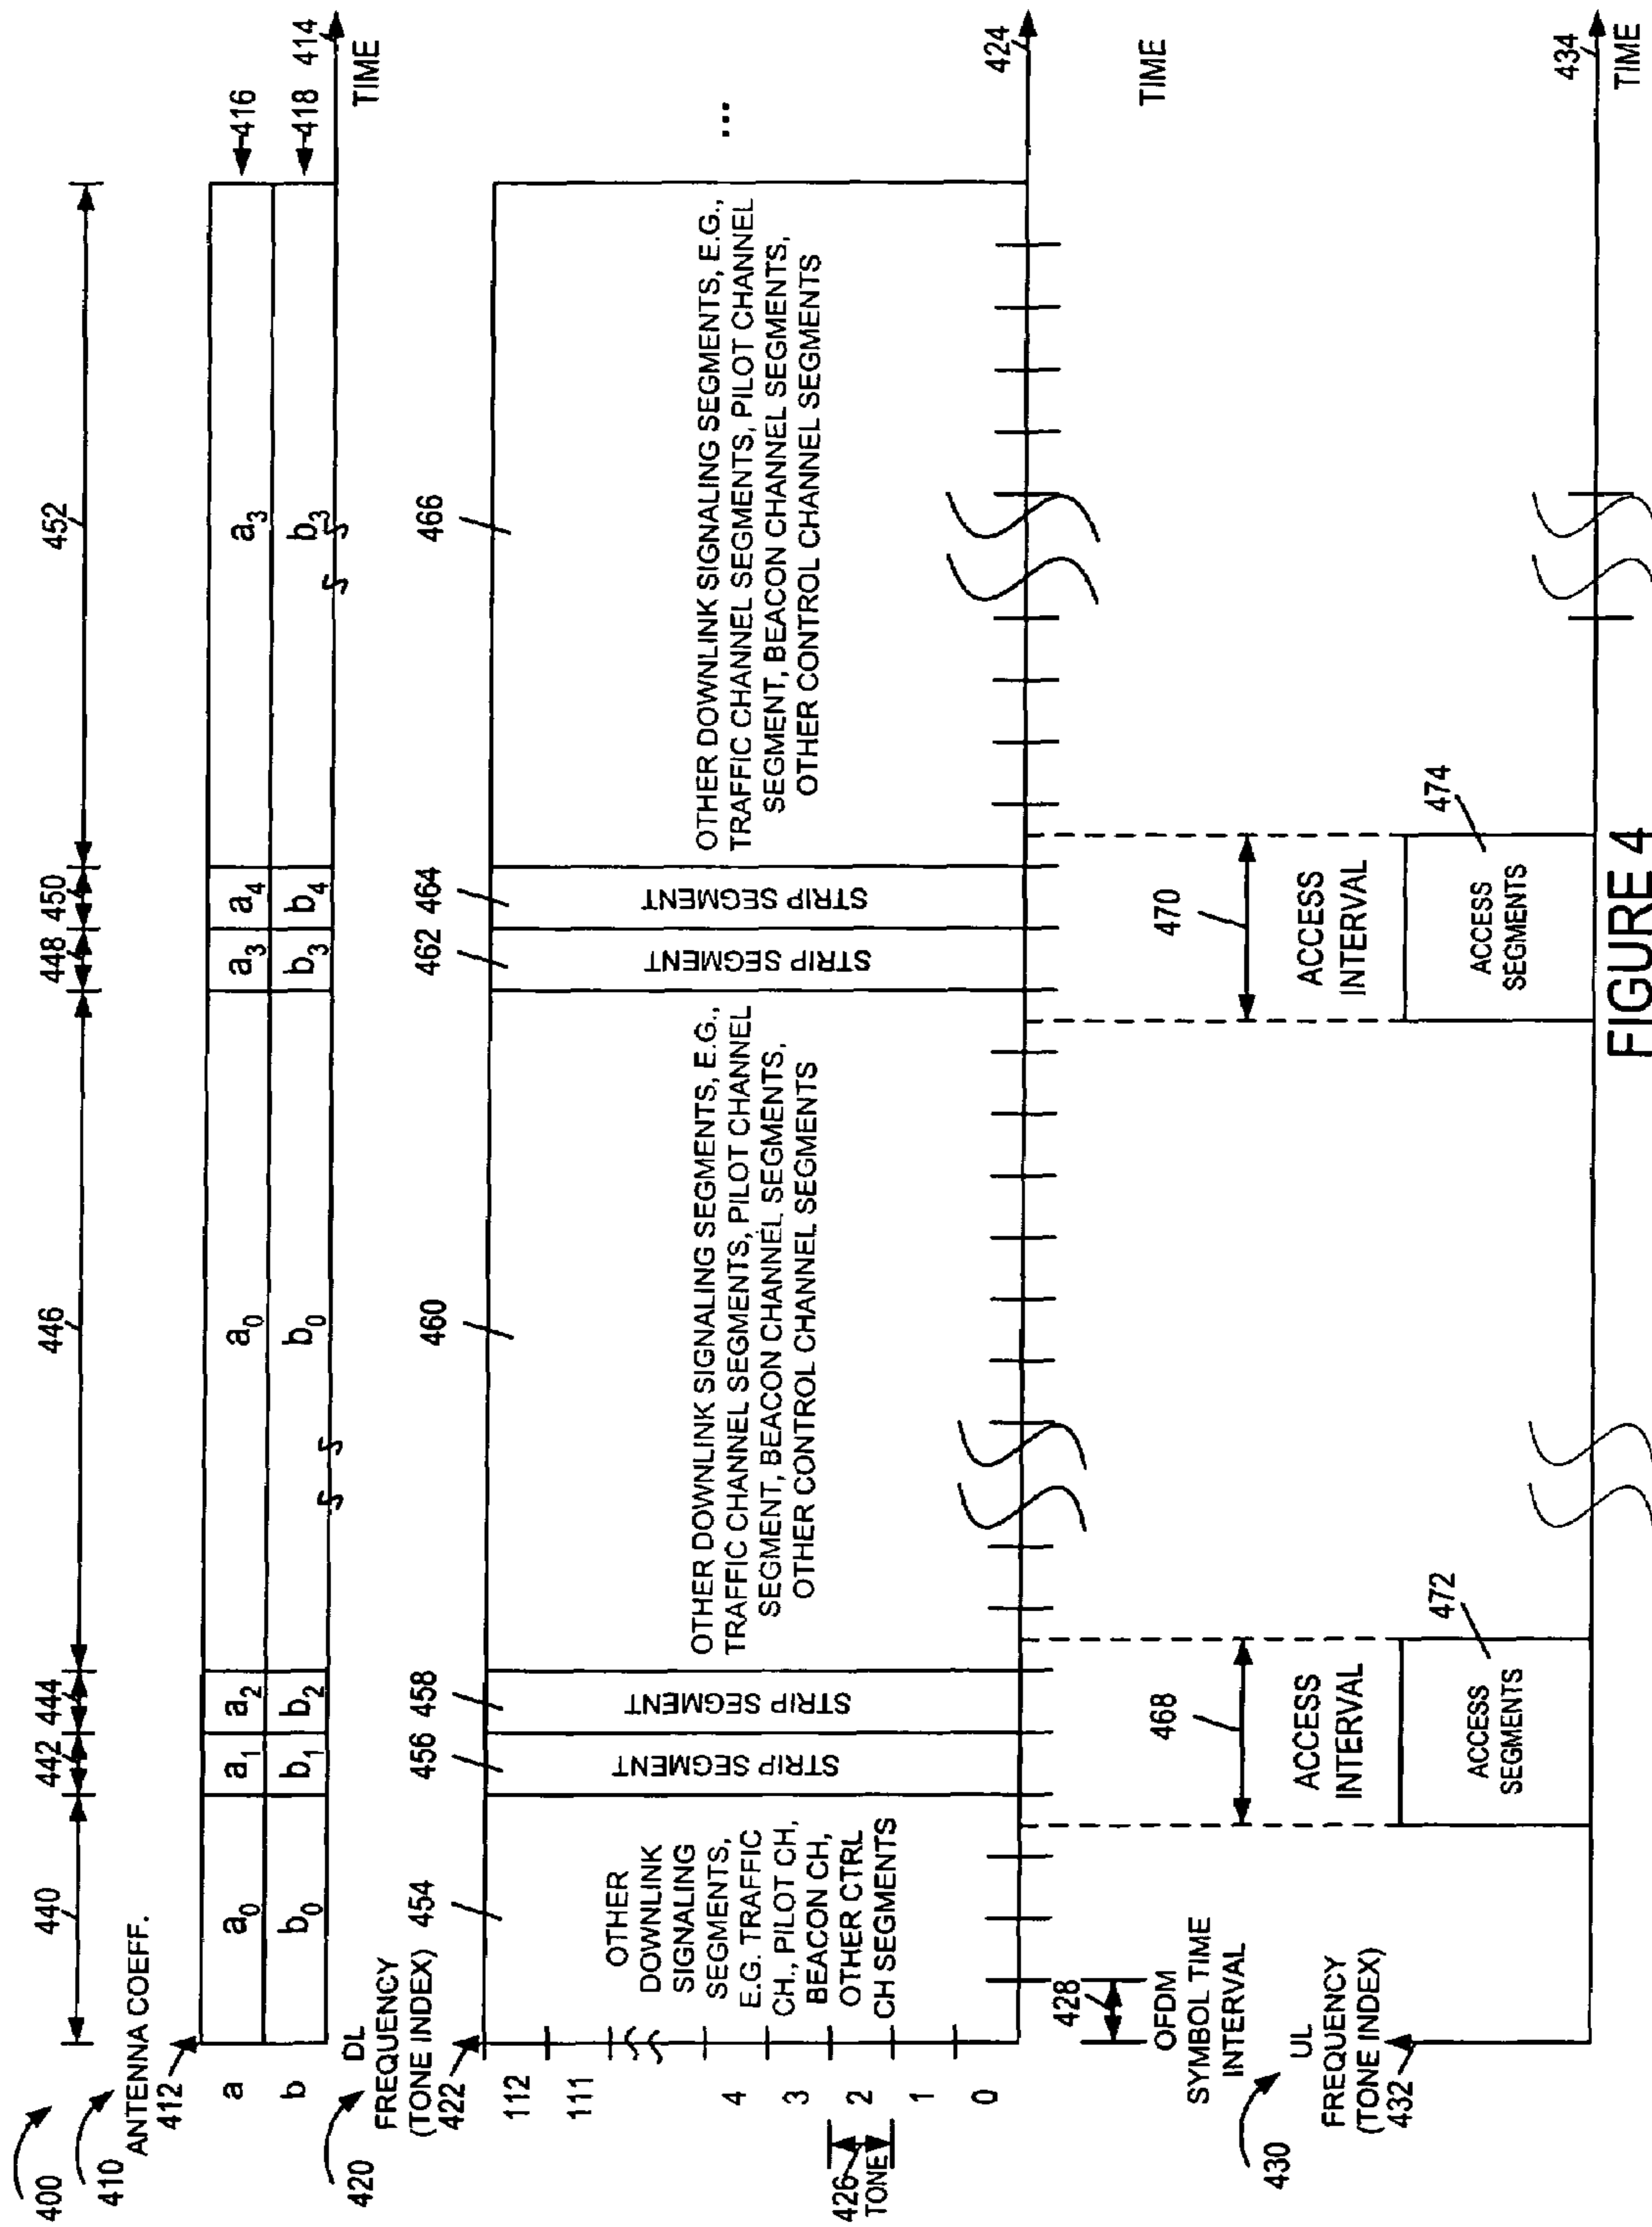 400
410
ANTENNA COEFF.
412
440
442
444
446
448
450
452
a
a0
a1
a2
a0
a3
a4
a3
416
b
b0
b1
b2
b0
b3
b4
b3
418
414
TIME
420
DL
FREQUENCY
(TONE INDEX)
422
454
456
458
460
462
464
466
112
111
4
3
2
1
0
426
TONE
OTHER
DOWNLINK
SIGNALING
SEGMENTS,
E.G. TRAFFIC
CH., PILOT CH,
BEACON CH,
OTHER CTRL
CH SEGMENTS
STRIP SEGMENT
STRIP SEGMENT
OTHER DOWNLINK SIGNALING SEGMENTS, E.G.,
TRAFFIC CHANNEL SEGMENTS, PILOT CHANNEL
SEGMENT, BEACON CHANNEL SEGMENTS,
OTHER CONTROL CHANNEL SEGMENTS
STRIP SEGMENT
STRIP SEGMENT
OTHER DOWNLINK SIGNALING SEGMENTS, E.G.,
TRAFFIC CHANNEL SEGMENTS, PILOT CHANNEL
SEGMENT, BEACON CHANNEL SEGMENTS,
OTHER CONTROL CHANNEL SEGMENTS
...
424
TIME
428
OFDM
SYMBOL TIME
INTERVAL
468
ACCESS
INTERVAL
470
ACCESS
INTERVAL
430
UL
FREQUENCY
(TONE INDEX)
432
472
ACCESS
SEGMENTS
474
ACCESS
SEGMENTS
434
TIME
FIGURE 4